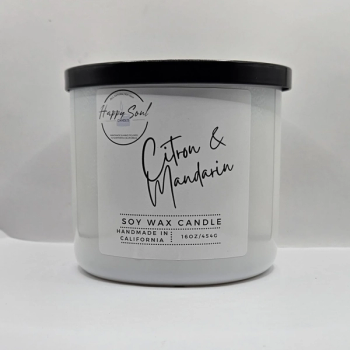 Happy Soul
Citron &
Mandarin
SOY WAX CANDLE
HANDMADE IN
CALIFORNIA
16OZ/454G